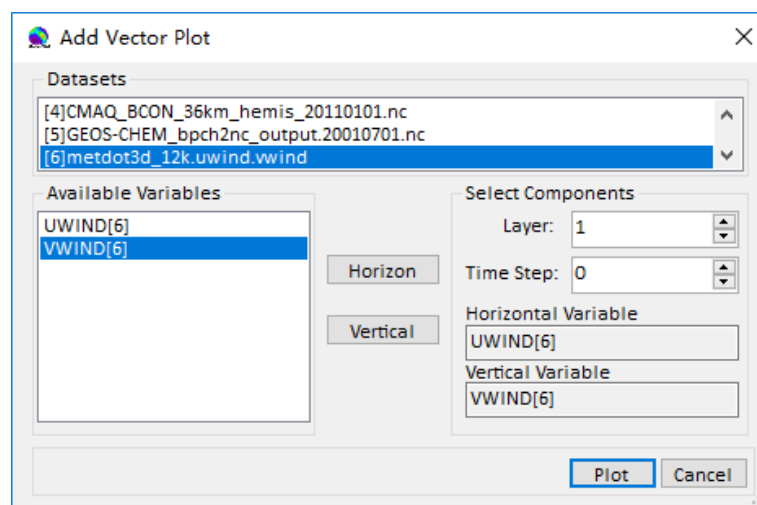 Add Vector Plot
Datasets
[4]CMAQ_BCON_36km_hemis_20110101.nc
[5]GEOS-CHEM_bpch2nc_output.20010701.nc
[6]metdot3d_12k.uwind.vwind
Available Variables
UWIND[6]
VWIND[6]
Horizon
Vertical
Select Components
Layer: 1
Time Step: 0
Horizontal Variable
UWIND[6]
Vertical Variable
VWIND[6]
Plot Cancel